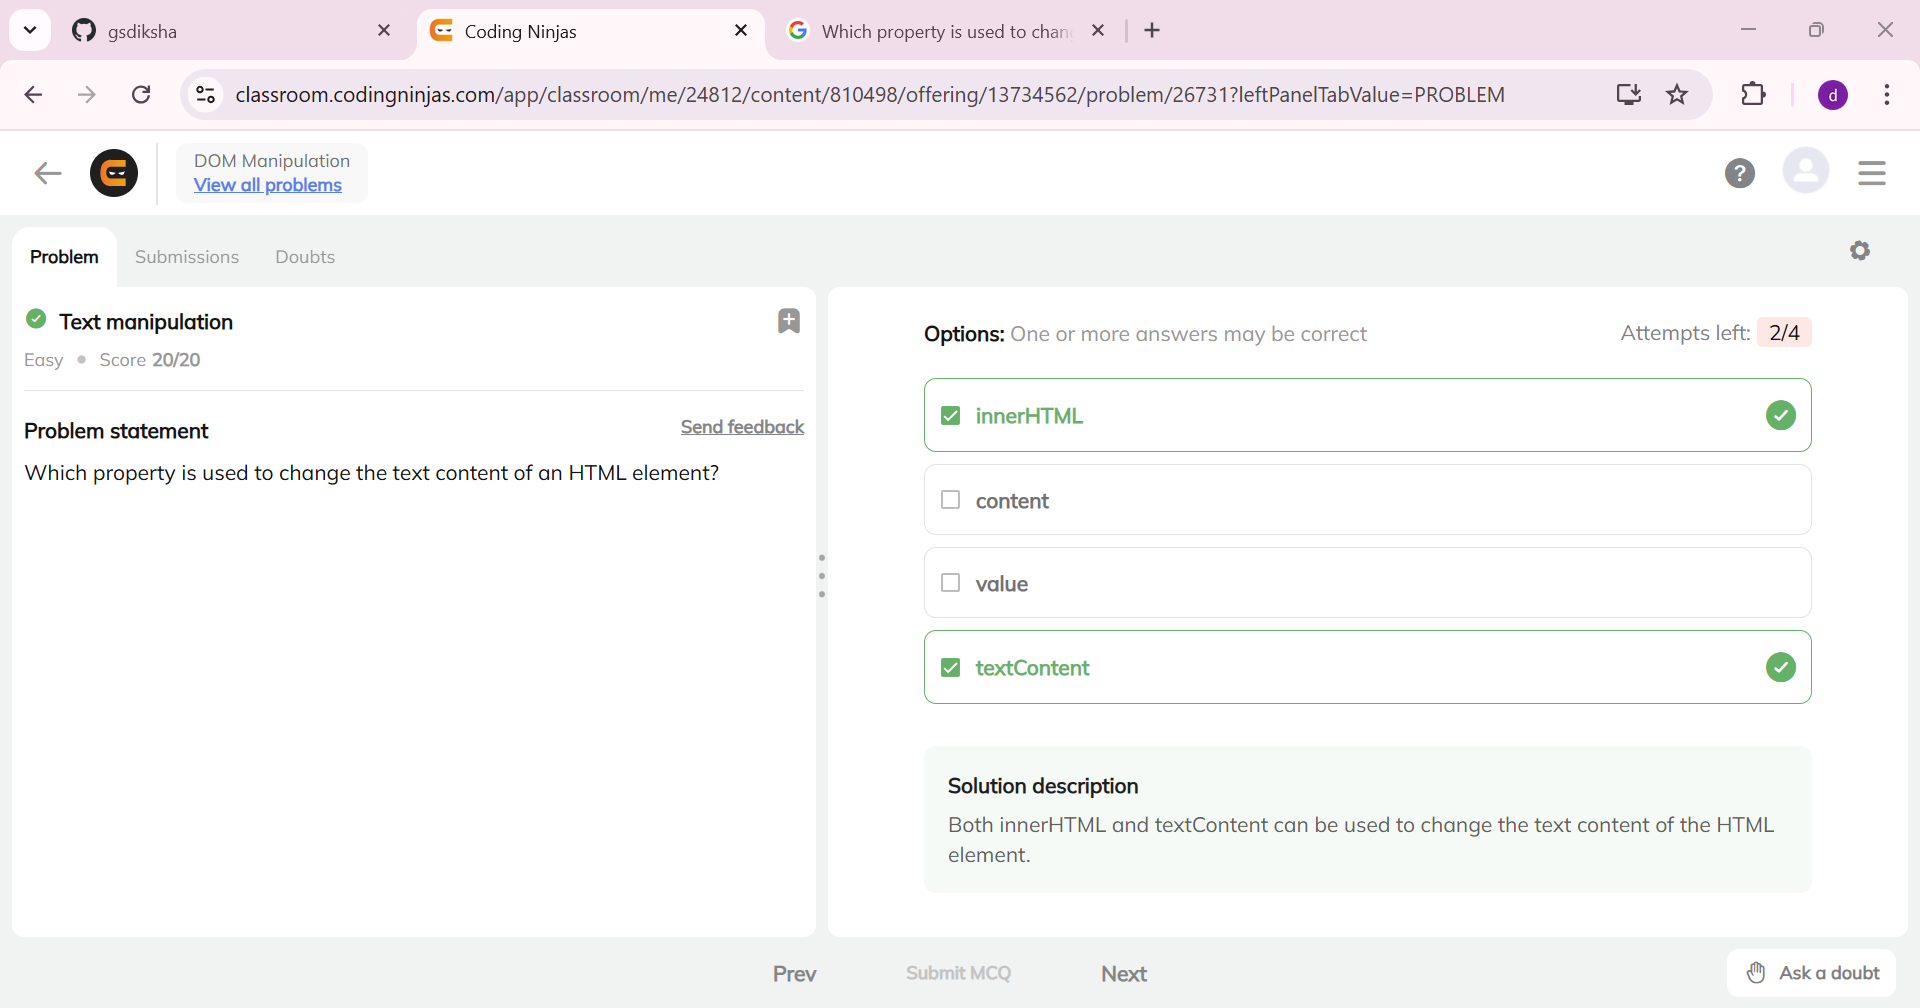 gsdiksha
Coding Ninjas
Which property is used to chan
classroom.codingninjas.com/app/classroom/me/24812/content/810498/offering/13734562/problem/26731?leftPanelTabValue=PROBLEM
d
DOM Manipulation
View all problems
?
Problem
Submissions
Doubts
Text manipulation
Easy
Score 20/20
Problem statement
Send feedback
Which property is used to change the text content of an HTML element?
Options: One or more answers may be correct
Attempts left: 2/4
innerHTML
content
value
textContent
Solution description
Both innerHTML and textContent can be used to change the text content of the HTML
element.
Prev
Submit MCQ
Next
Ask a doubt